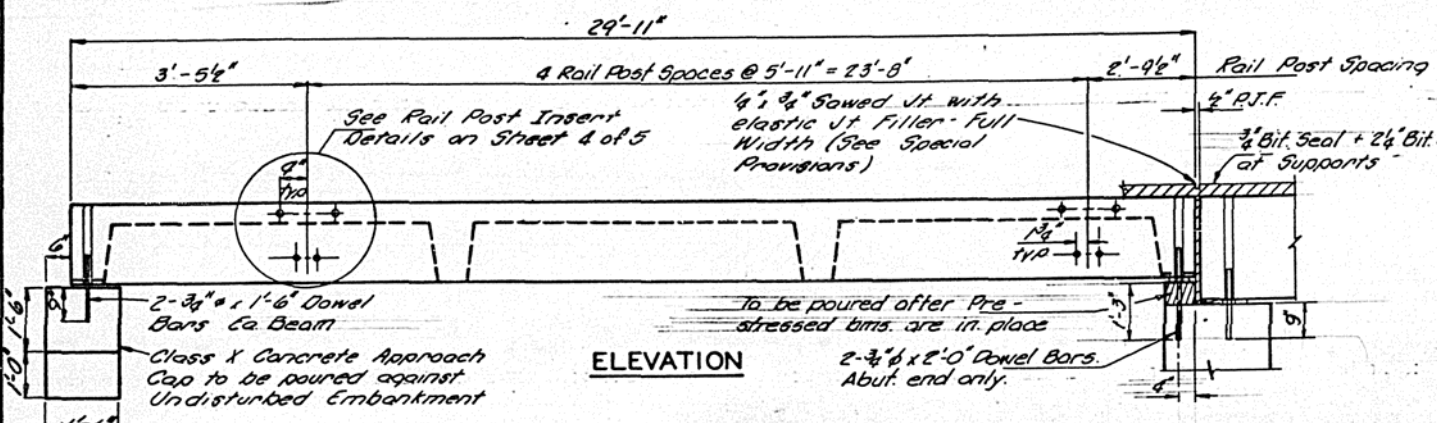 29'-11"
3'-5½"
4 Rail Post Spaces @ 5'-11" = 23'-8"
2'-9½"
Rail Post Spacing
½" P.J.F.
See Rail Post Insert
Details on Sheet 4 of 5
¼" x ¾" Sawed Jt with
elastic Jt Filler - Full
Width (See Special
Provisions)
¾" Bit. Seal + 2¼" Bit.
at Supports
typ
6"
1¾"
typ
2-¾"ø x 1'-6" Dowel
Bars Ea Beam
1'-6"
1'-0"
Class X Concrete Approach
Cap to be poured against
Undisturbed Embankment
ELEVATION
To be poured after Pre-
stressed bms. are in place
1'-3"
9"
2-¾"ø x 2'-0" Dowel Bars.
Abut. end only.
4"